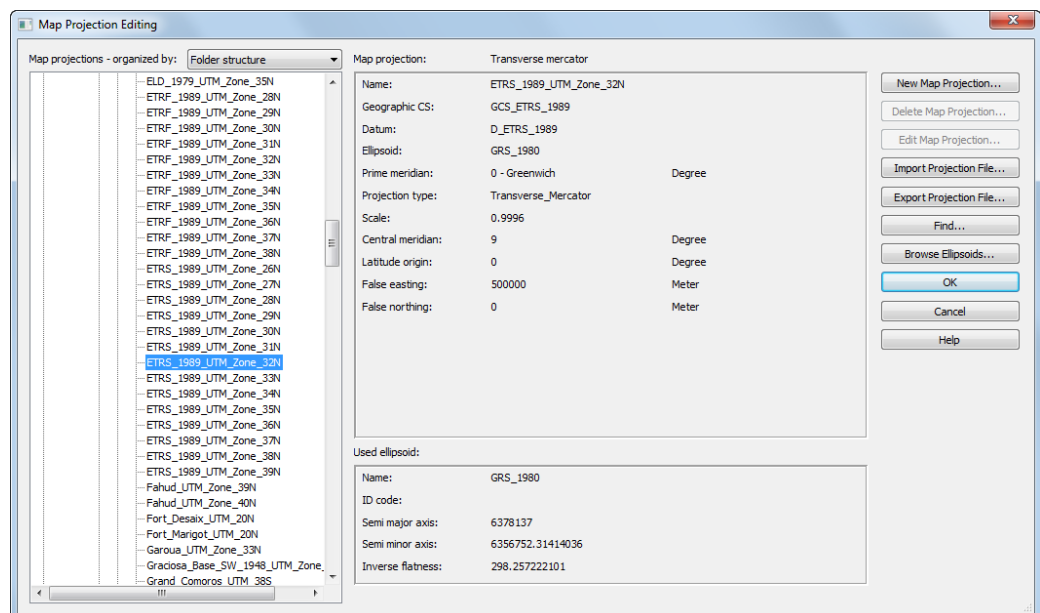 Map Projection Editing
Map projections - organized by: Folder structure
ELD_1979_UTM_Zone_35N
ETRF_1989_UTM_Zone_28N
ETRF_1989_UTM_Zone_29N
ETRF_1989_UTM_Zone_30N
ETRF_1989_UTM_Zone_31N
ETRF_1989_UTM_Zone_32N
ETRF_1989_UTM_Zone_33N
ETRF_1989_UTM_Zone_34N
ETRF_1989_UTM_Zone_35N
ETRF_1989_UTM_Zone_36N
ETRF_1989_UTM_Zone_37N
ETRF_1989_UTM_Zone_38N
ETRS_1989_UTM_Zone_26N
ETRS_1989_UTM_Zone_27N
ETRS_1989_UTM_Zone_28N
ETRS_1989_UTM_Zone_29N
ETRS_1989_UTM_Zone_30N
ETRS_1989_UTM_Zone_31N
ETRS_1989_UTM_Zone_32N
ETRS_1989_UTM_Zone_33N
ETRS_1989_UTM_Zone_34N
ETRS_1989_UTM_Zone_35N
ETRS_1989_UTM_Zone_36N
ETRS_1989_UTM_Zone_37N
ETRS_1989_UTM_Zone_38N
ETRS_1989_UTM_Zone_39N
Fahud_UTM_Zone_39N
Fahud_UTM_Zone_40N
Fort_Desaix_UTM_20N
Fort_Marigot_UTM_20N
Garoua_UTM_Zone_33N
Graciosa_Base_SW_1948_UTM_Zone_
Grand_Comoros_UTM_38S
Map projection: Transverse mercator
Name: ETRS_1989_UTM_Zone_32N
Geographic CS: GCS_ETRS_1989
Datum: D_ETRS_1989
Ellipsoid: GRS_1980
Prime meridian: 0 - Greenwich Degree
Projection type: Transverse_Mercator
Scale: 0.9996
Central meridian: 9 Degree
Latitude origin: 0 Degree
False easting: 500000 Meter
False northing: 0 Meter
Used ellipsoid:
Name: GRS_1980
ID code:
Semi major axis: 6378137
Semi minor axis: 6356752.31414036
Inverse flatness: 298.257222101
New Map Projection...
Delete Map Projection...
Edit Map Projection...
Import Projection File...
Export Projection File...
Find...
Browse Ellipsoids...
OK
Cancel
Help